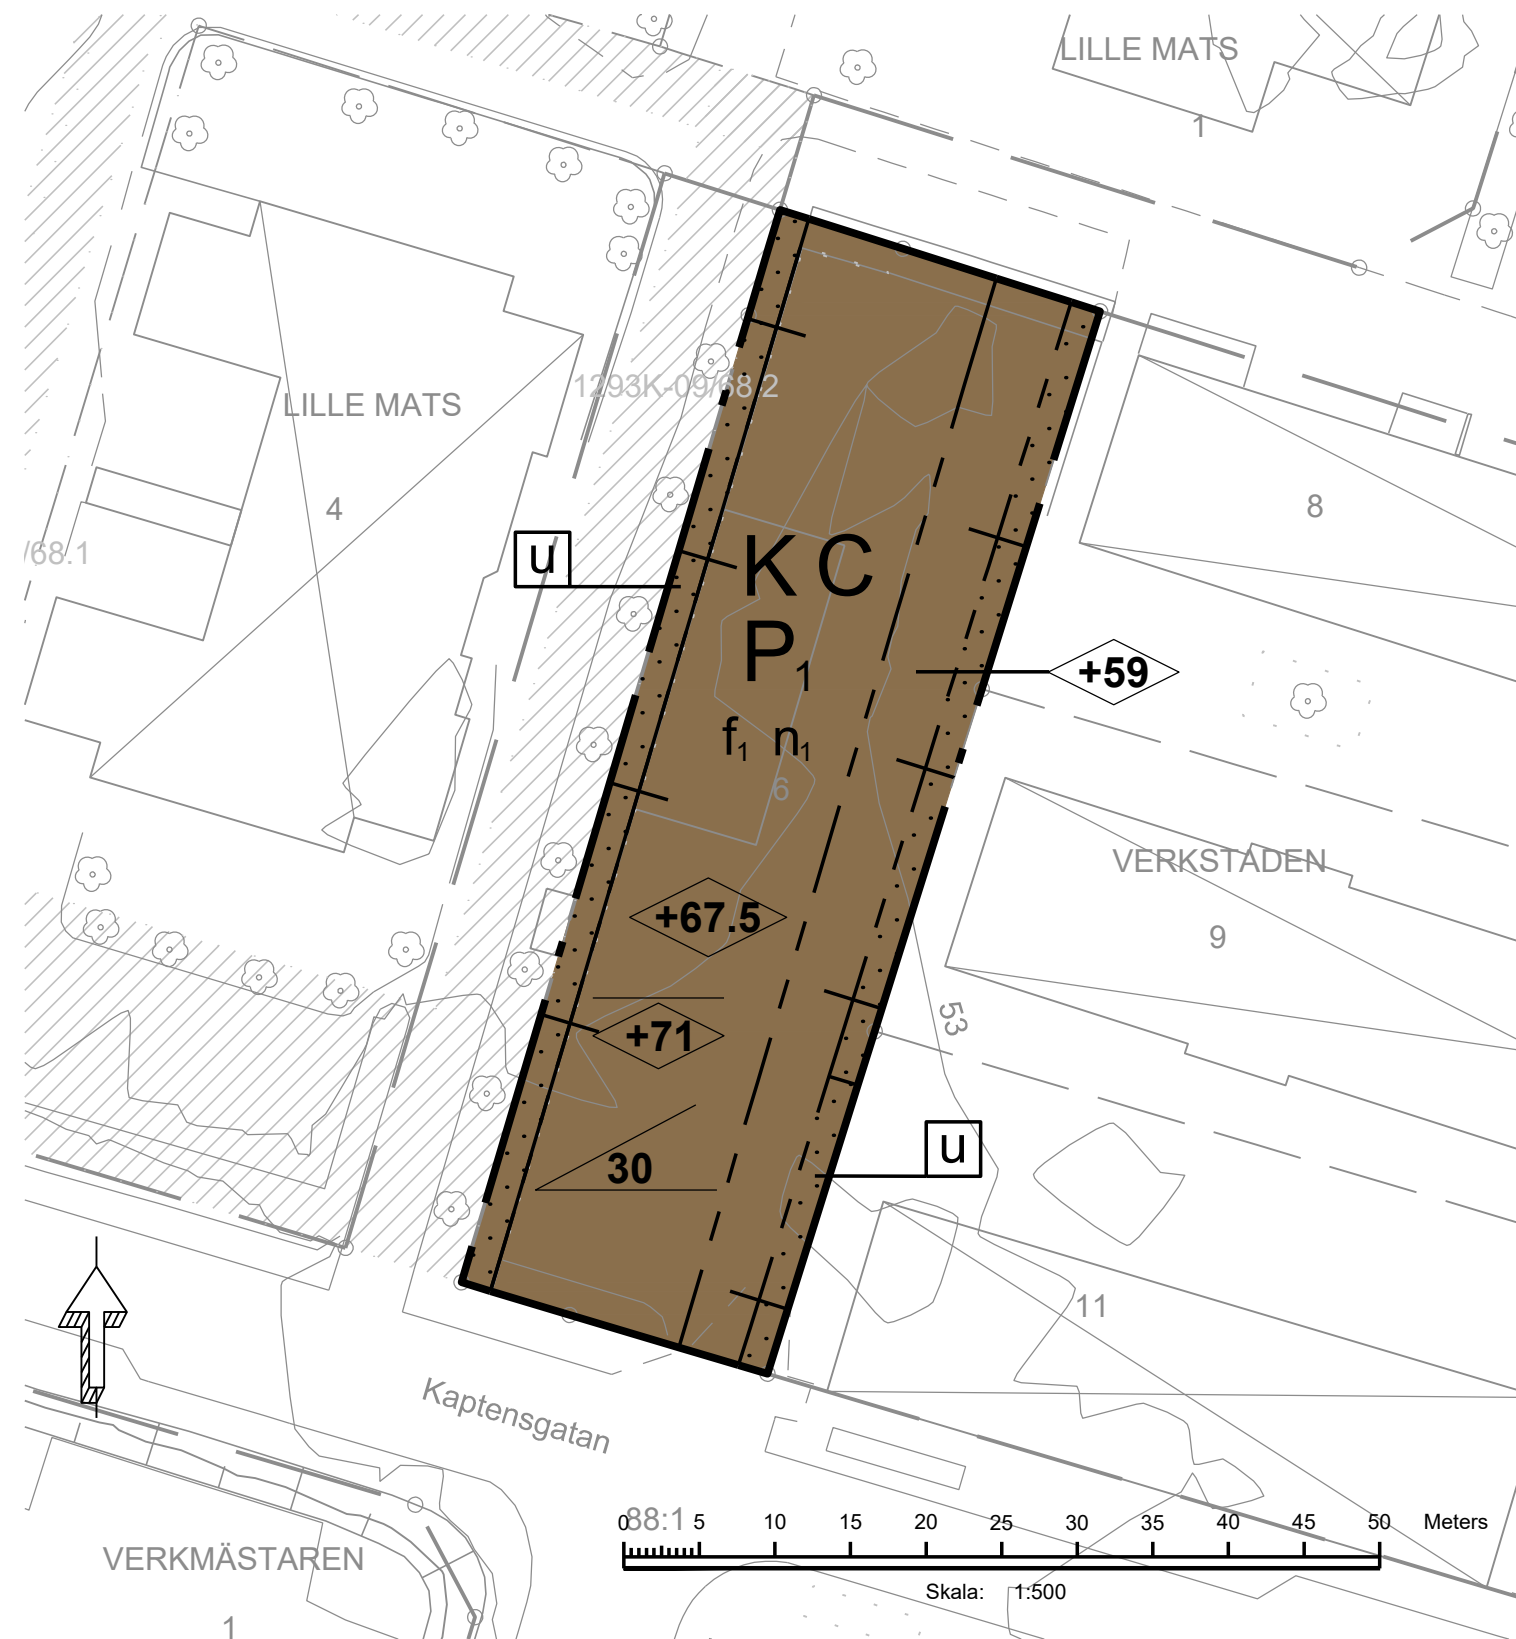 LILLE MATS
1
LILLE MATS
1293K-09/68:2
4
8
/68.1
u
K C
P1
+59
f1 n1
6
VERKSTADEN
+67.5
9
53
+71
u
30
11
Kaptensgatan
88:1
0 5 10 15 20 25 30 35 40 45 50 Meters
VERKMÄSTAREN
Skala: 1:500
1